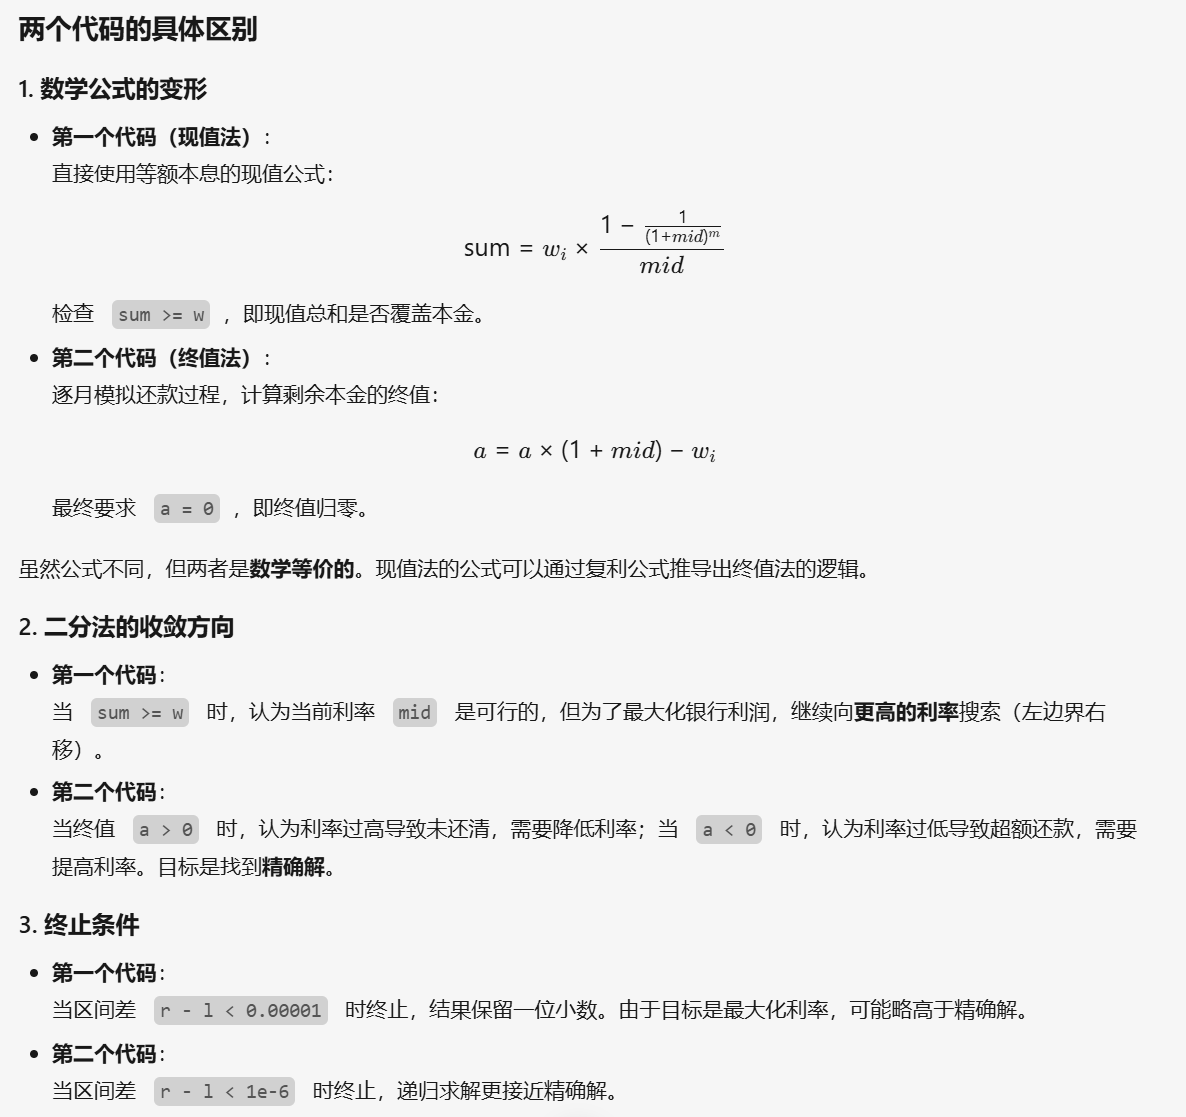 两个代码的具体区别
1. 数学公式的变形
• 第一个代码（现值法）：
直接使用等额本息的现值公式：
sum = w_i × \frac{1 - \frac{1}{(1+mid)^m}}{mid}
检查 sum >= w ，即现值总和是否覆盖本金。
• 第二个代码（终值法）：
逐月模拟还款过程，计算剩余本金的终值：
a = a × (1 + mid) − w_i
最终要求 a = 0 ，即终值归零。
虽然公式不同，但两者是数学等价的。现值法的公式可以通过复利公式推导出终值法的逻辑。
2. 二分法的收敛方向
• 第一个代码：
当 sum >= w 时，认为当前利率 mid 是可行的，但为了最大化银行利润，继续向更高的利率搜索（左边界右
移）。
• 第二个代码：
当终值 a > 0 时，认为利率过高导致未还清，需要降低利率；当 a < 0 时，认为利率过低导致超额还款，需要
提高利率。目标是找到精确解。
3. 终止条件
• 第一个代码：
当区间差 r - l < 0.00001 时终止，结果保留一位小数。由于目标是最大化利率，可能略高于精确解。
• 第二个代码：
当区间差 r - l < 1e-6 时终止，递归求解更接近精确解。